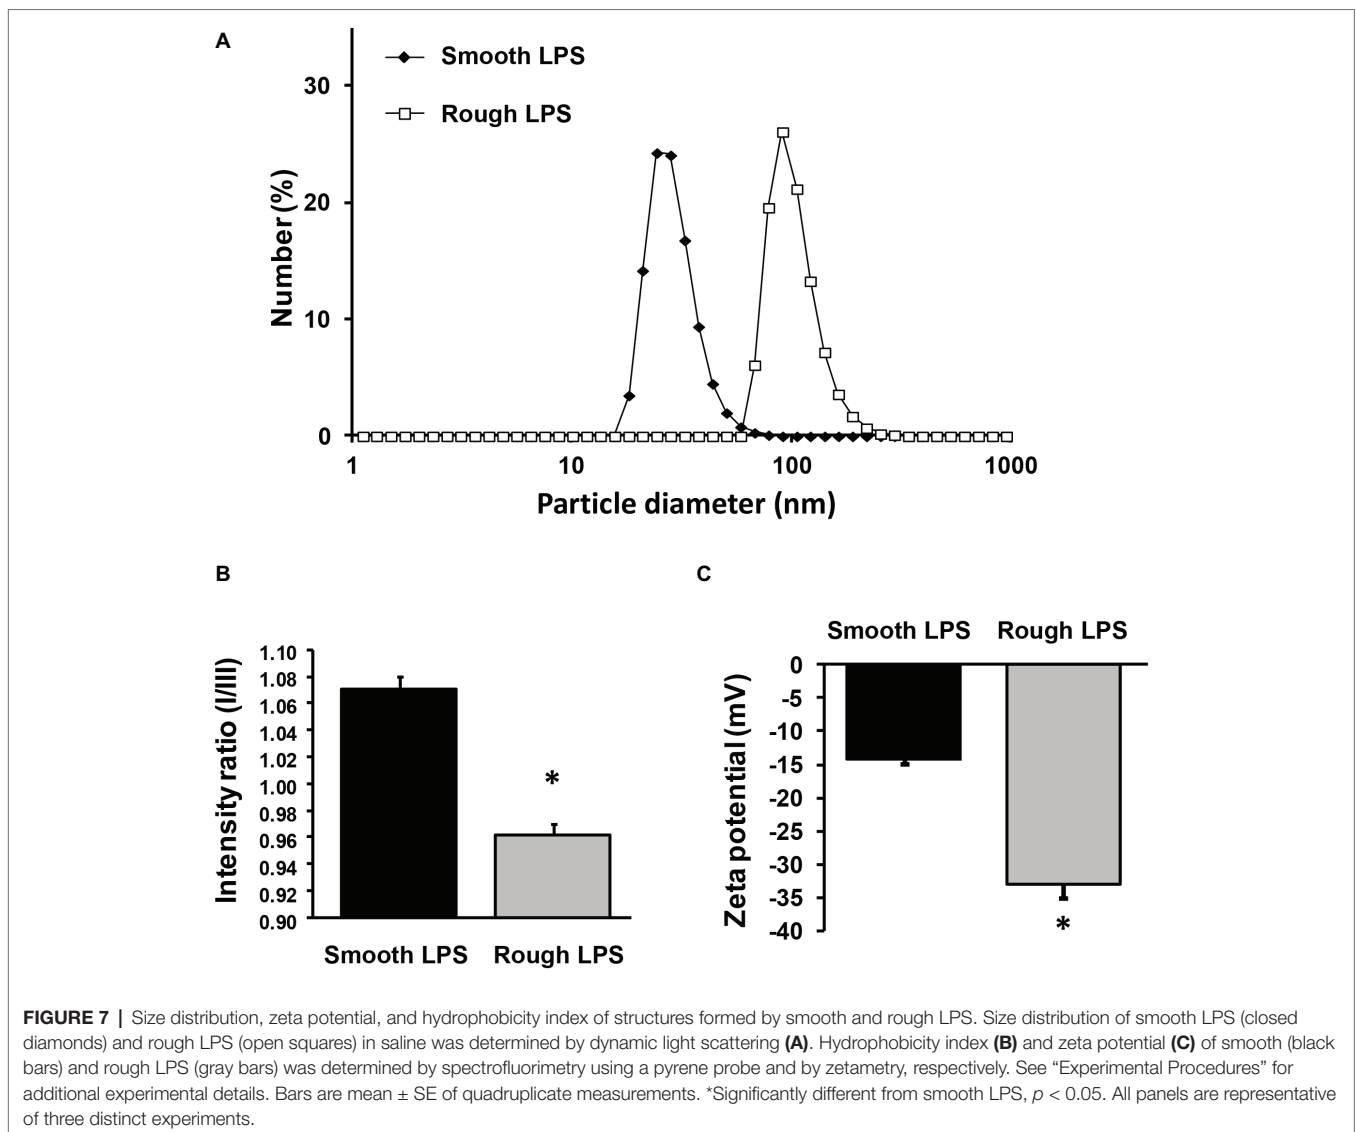 A
Smooth LPS
Rough LPS
30
20
10
0
Number (%)
1 10 100 1000
Particle diameter (nm)
B
1.10
1.08
1.06
1.04
1.02
1.00
0.98
0.96
0.94
0.92
0.90
Intensity ratio (I/III)
*
Smooth LPS Rough LPS
C
Smooth LPS Rough LPS
0
-5
-10
-15
-20
-25
-30
-35
-40
Zeta potential (mV)
*
FIGURE 7 | Size distribution, zeta potential, and hydrophobicity index of structures formed by smooth and rough LPS. Size distribution of smooth LPS (closed
diamonds) and rough LPS (open squares) in saline was determined by dynamic light scattering (A). Hydrophobicity index (B) and zeta potential (C) of smooth (black
bars) and rough LPS (gray bars) was determined by spectrofluorimetry using a pyrene probe and by zetametry, respectively. See “Experimental Procedures” for
additional experimental details. Bars are mean ± SE of quadruplicate measurements. *Significantly different from smooth LPS, p < 0.05. All panels are representative
of three distinct experiments.